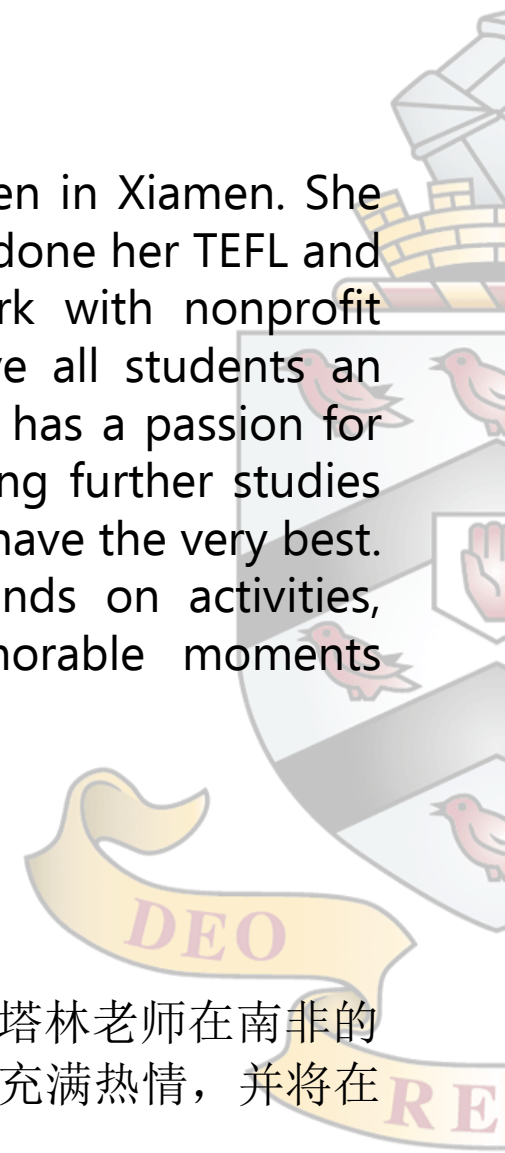 en in Xiamen. She
done her TEFL and
rk with nonprofit
ve all students an
has a passion for
ng further studies
have the very best.
nds on activities,
norable moments
DEO
塔林老师在南非的
充满热情，并将在
RE